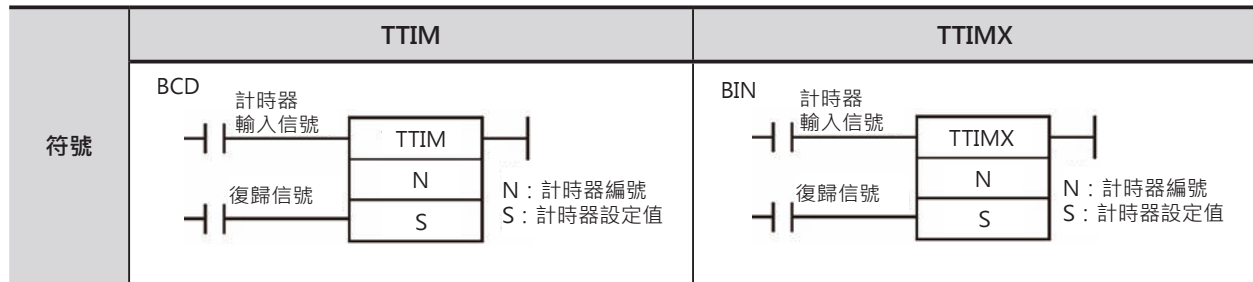 TTIM
TTIMX
符號
BCD
計時器
輸入信號
TTIM
N
復歸信號
S
N：計時器編號
S：計時器設定值
BIN
計時器
輸入信號
TTIMX
N
復歸信號
S
N：計時器編號
S：計時器設定值